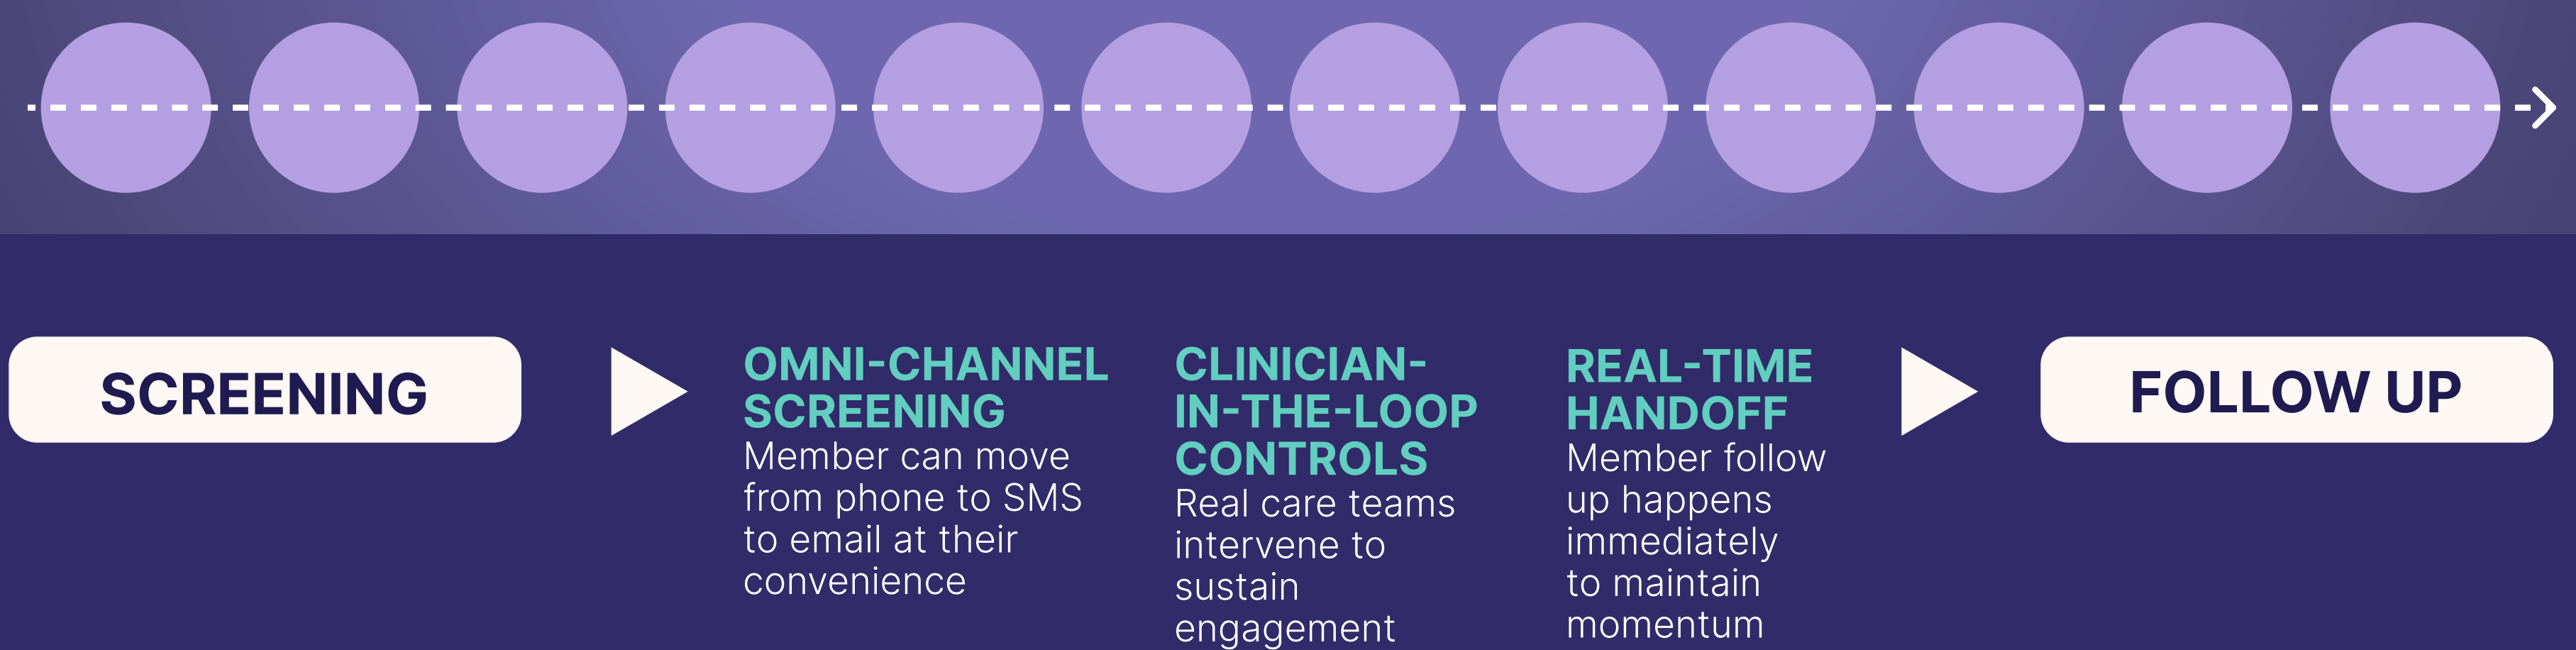 SCREENING
OMNI-CHANNEL
SCREENING
Member can move
from phone to SMS
to email at their
convenience
CLINICIAN-
IN-THE-LOOP
CONTROLS
Real care teams
intervene to
sustain
engagement
REAL-TIME
HANDOFF
Member follow
up happens
immediately
to maintain
momentum
FOLLOW UP